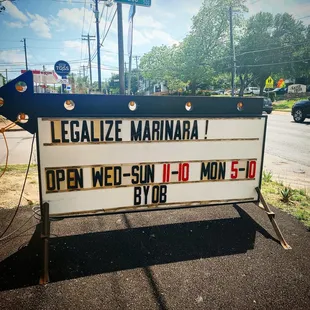 LEGALIZE MARINARA !
OPEN WED-SUN 11-10 MON 5-10
BYOB